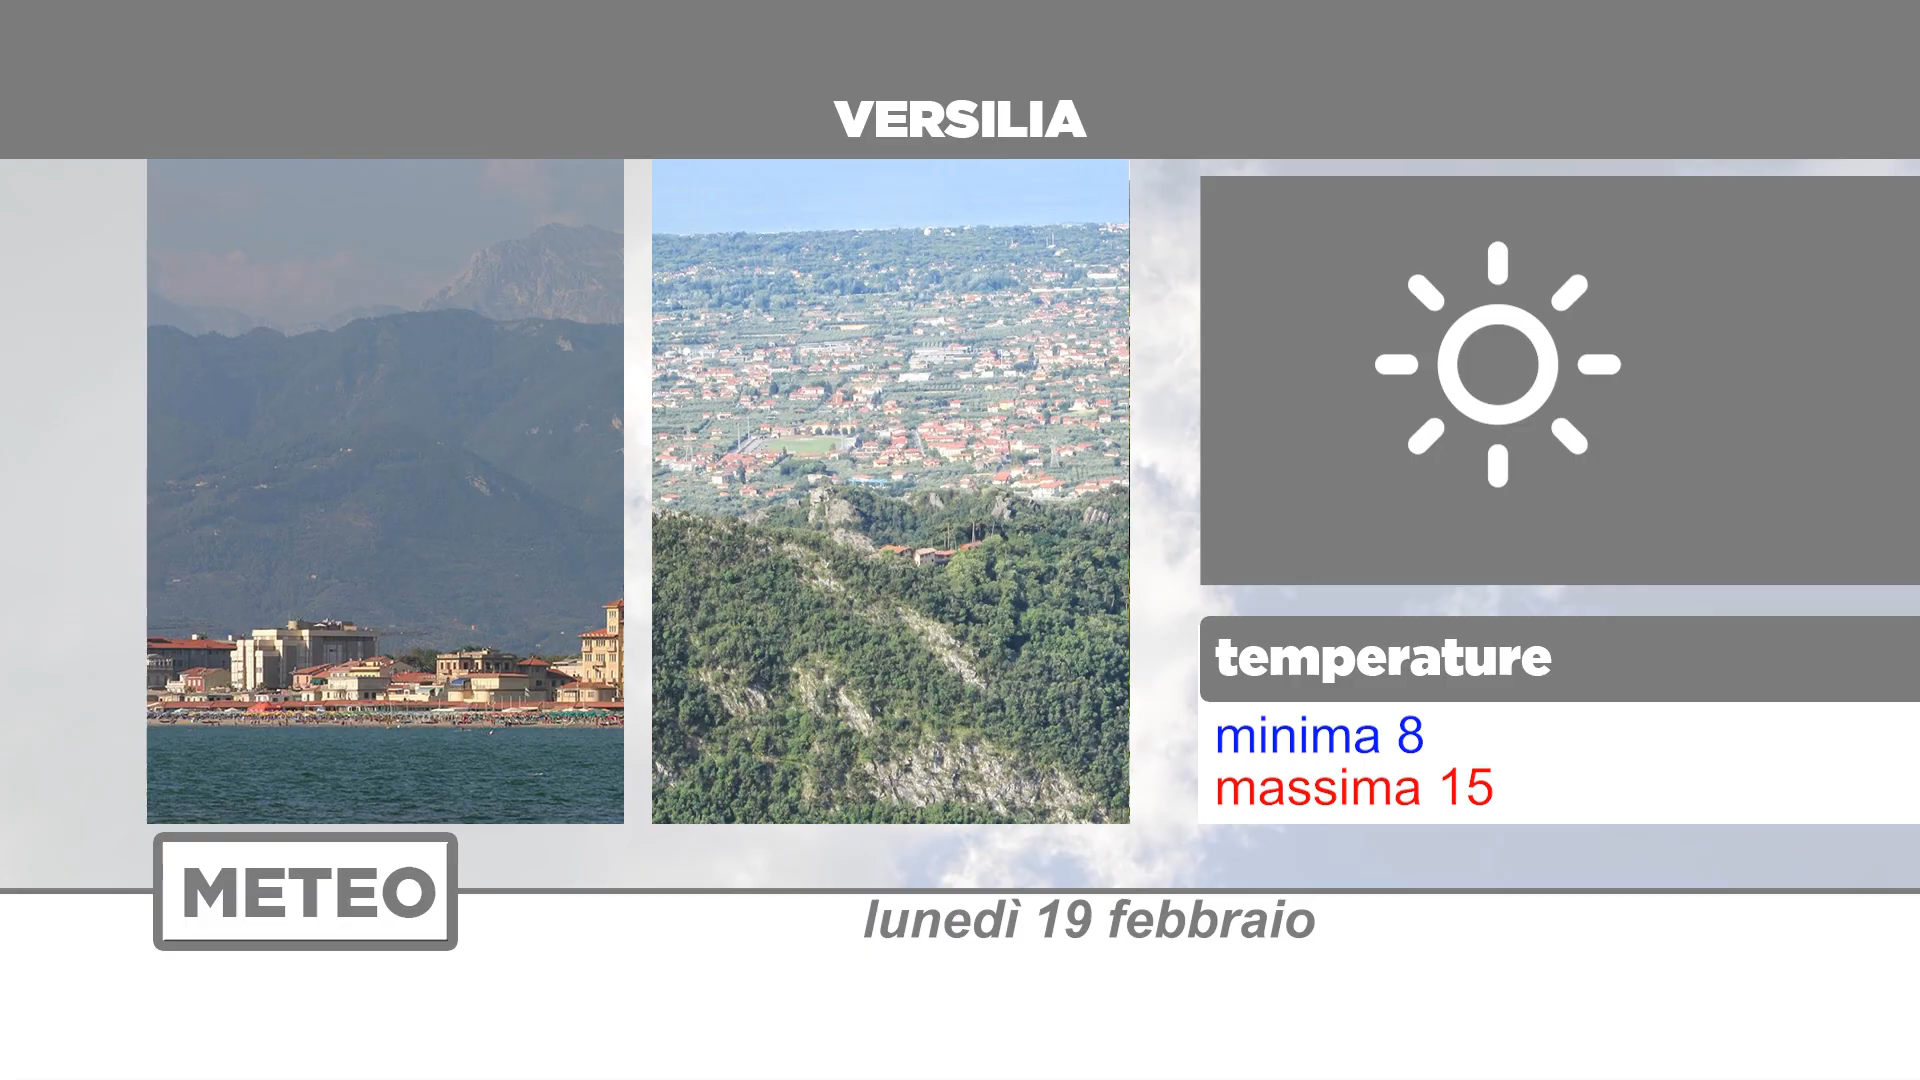 VERSILIA
temperature
minima 8
massima 15
METEO
lunedì 19 febbraio